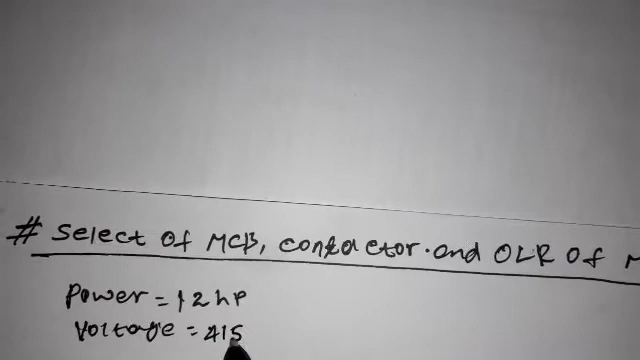 # Select of MCB, contactor.and OLR of
Power = 12 hp
Voltage = 415